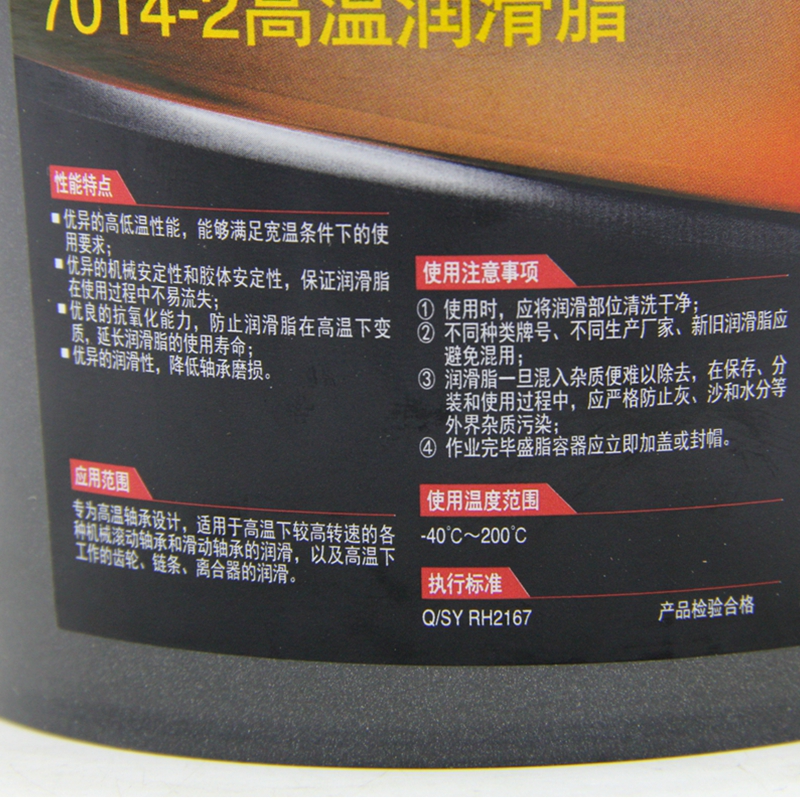 7014-2高温润滑脂
性能特点
■ 优异的高低温性能，能够满足宽温条件下的使
用要求；
■ 优异的机械安定性和胶体安定性，保证润滑脂
在使用过程中不易流失；
■ 优良的抗氧化能力，防止润滑脂在高温下变
质，延长润滑脂的使用寿命；
■ 优异的润滑性，降低轴承磨损。
应用范围
专为高温轴承设计，适用于高温下较高转速的各
种机械滚动轴承和滑动轴承的润滑，以及高温下
工作的齿轮、链条、离合器的润滑。
使用注意事项
① 使用时，应将润滑部位清洗干净；
② 不同种类牌号、不同生产厂家、新旧润滑脂应
避免混用；
③ 润滑脂一旦混入杂质便难以除去，在保存、分
装和使用过程中，应严格防止灰、沙和水分等
外界杂质污染；
④ 作业完毕盛脂容器应立即加盖或封帽。
使用温度范围
-40℃～200℃
执行标准
Q/SY RH2167
产品检验合格